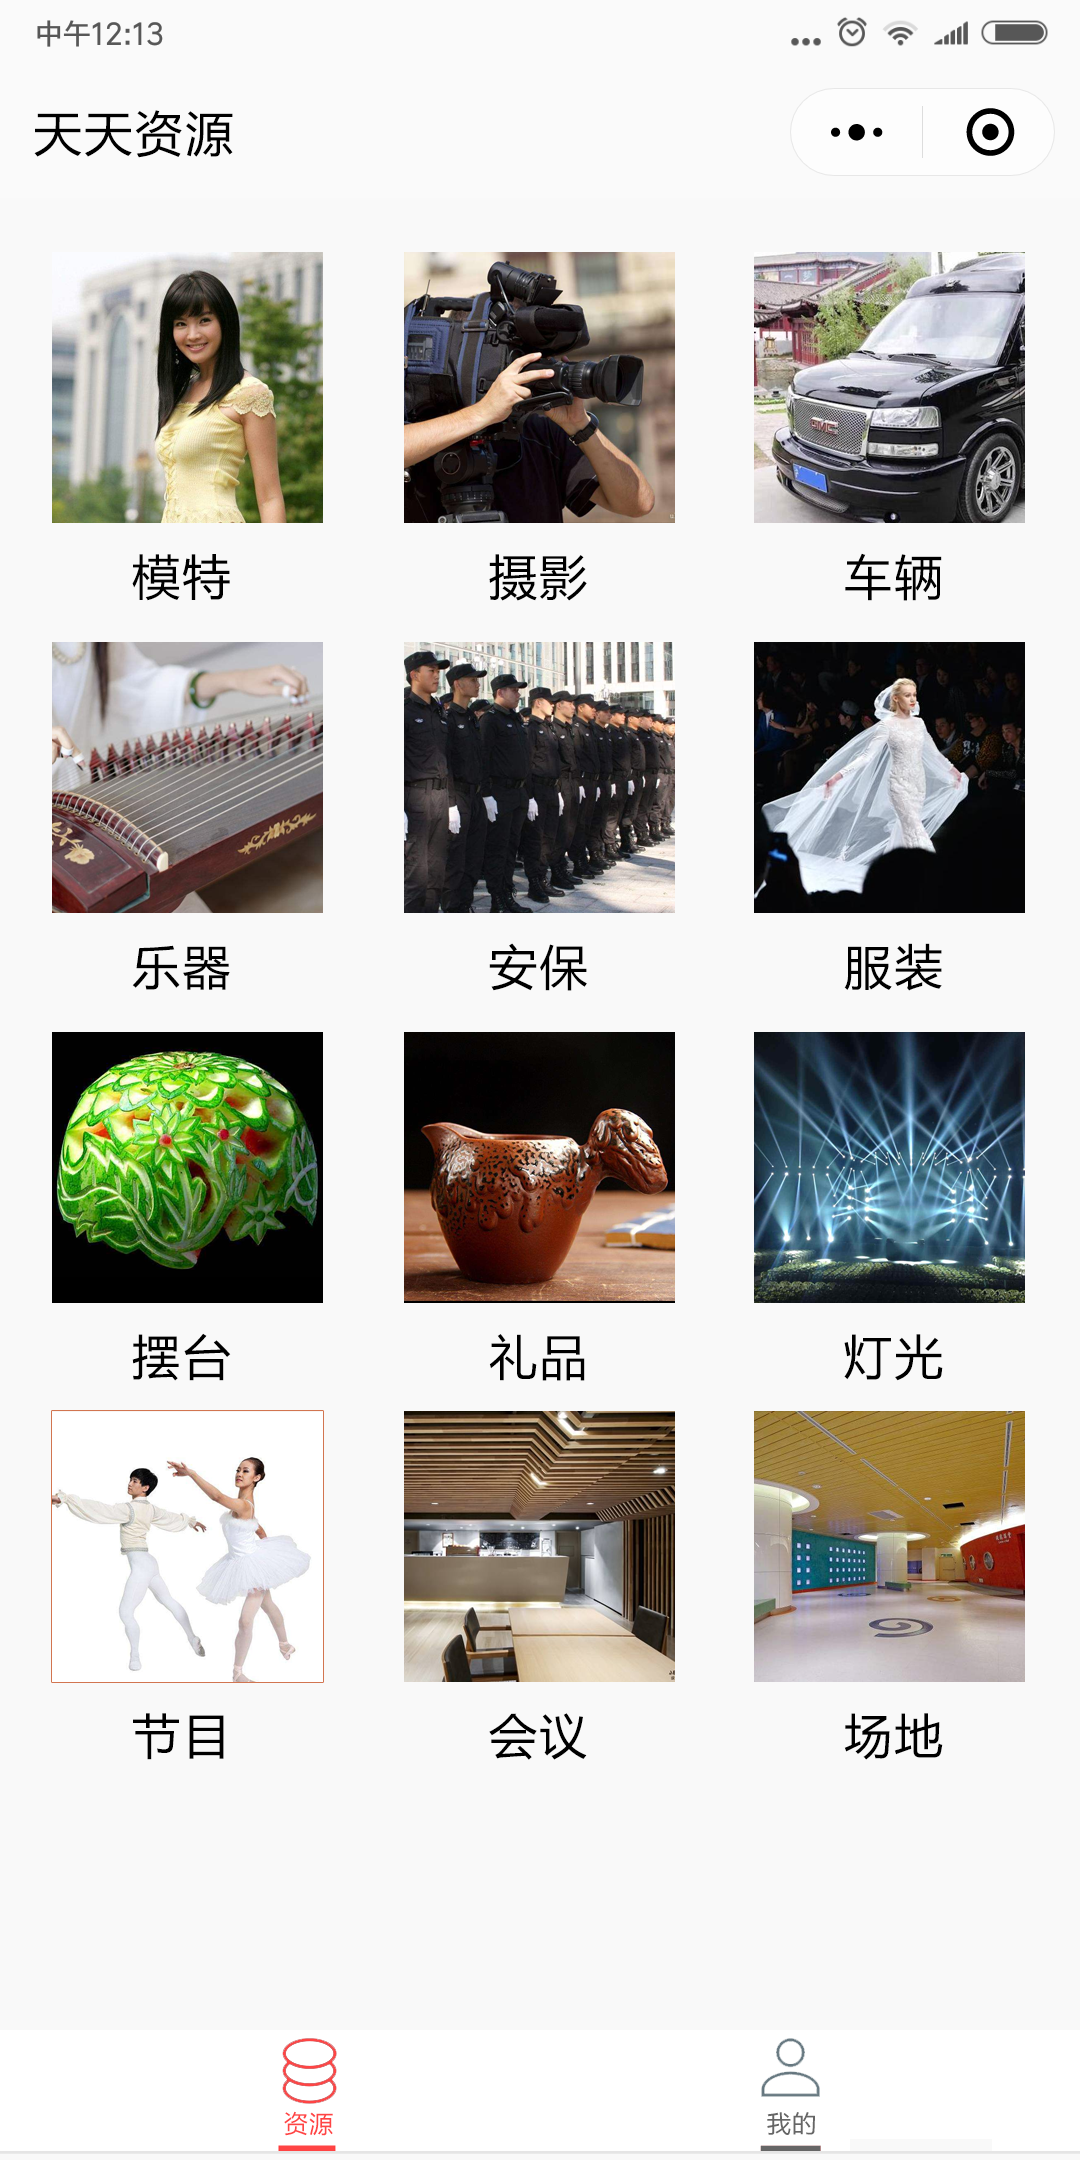 中午12:13
天天资源
模特 摄影 车辆
GMC
乐器 安保 服装
摆台 礼品 灯光
节目 会议 场地
资源 我的